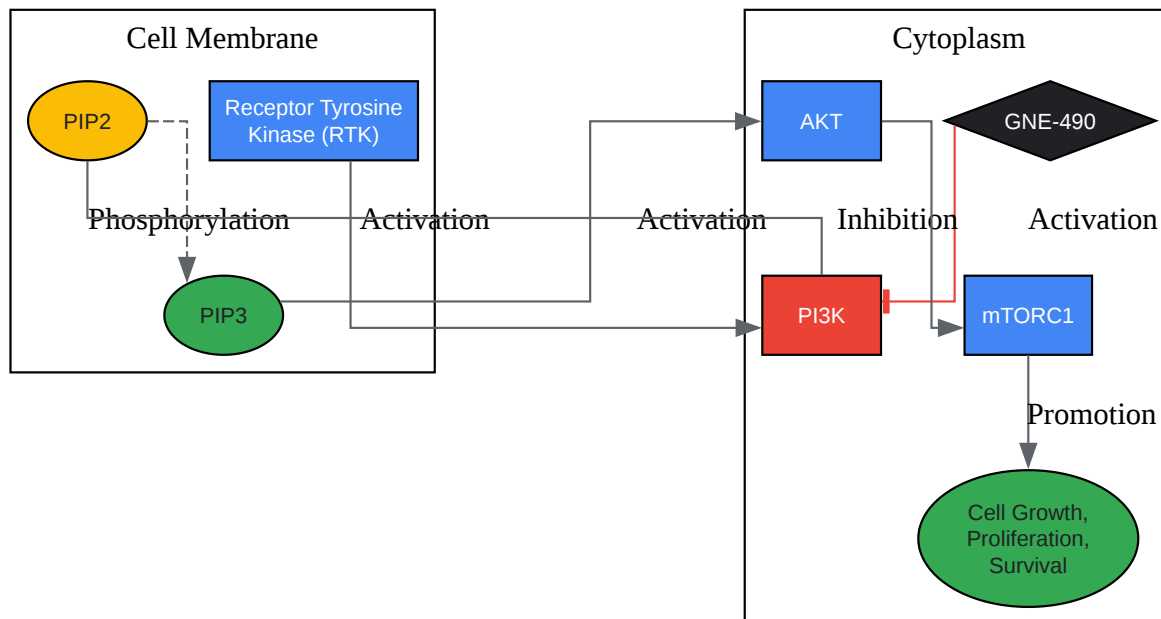 Cell Membrane
Cytoplasm
PIP2
Receptor Tyrosine
Kinase (RTK)
AKT
GNE-490
Phosphorylation
Activation
Activation
Inhibition
Activation
PIP3
PI3K
mTORC1
Promotion
Cell Growth,
Proliferation,
Survival